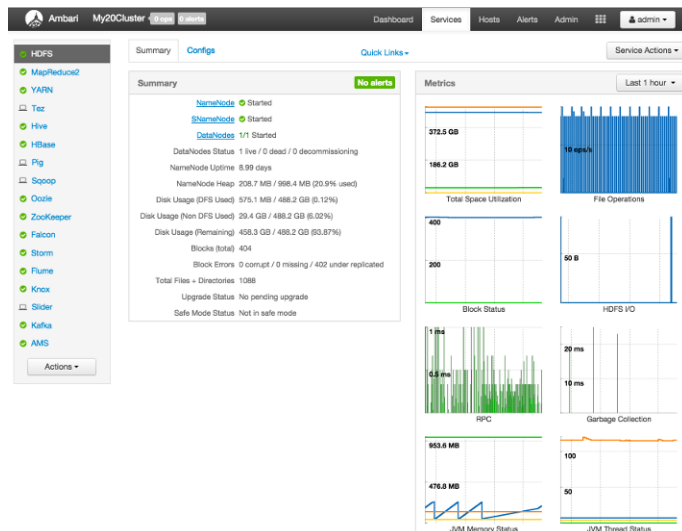 Ambari My20Cluster 0 ops 0 alerts Dashboard Services Hosts Alerts Admin admin
HDFS
MapReduce2
YARN
Tez
Hive
HBase
Pig
Sqoop
Oozie
ZooKeeper
Falcon
Storm
Flume
Knox
Slider
Kafka
AMS
Actions
Summary Configs Quick Links Service Actions
Summary No alerts
NameNode Started
SNameNode Started
DataNodes 1/1 Started
DataNodes Status 1 live / 0 dead / 0 decommissioning
NameNode Uptime 8.99 days
NameNode Heap 208.7 MB / 998.4 MB (20.9% used)
Disk Usage (DFS Used) 575.1 MB / 488.2 GB (0.12%)
Disk Usage (Non DFS Used) 29.4 GB / 488.2 GB (6.02%)
Disk Usage (Remaining) 458.3 GB / 488.2 GB (93.87%)
Blocks (total) 404
Block Errors 0 corrupt / 0 missing / 402 under replicated
Total Files + Directories 1088
Upgrade Status No pending upgrade
Safe Mode Status Not in safe mode
Metrics Last 1 hour
372.5 GB
186.2 GB
Total Space Utilization
10 eps/s
File Operations
400
200
Block Status
50 B
HDFS I/O
1 ms
0.5 ms
RPC
20 ms
10 ms
Garbage Collection
953.6 MB
476.8 MB
JVM Memory Status
100
50
JVM Thread Status